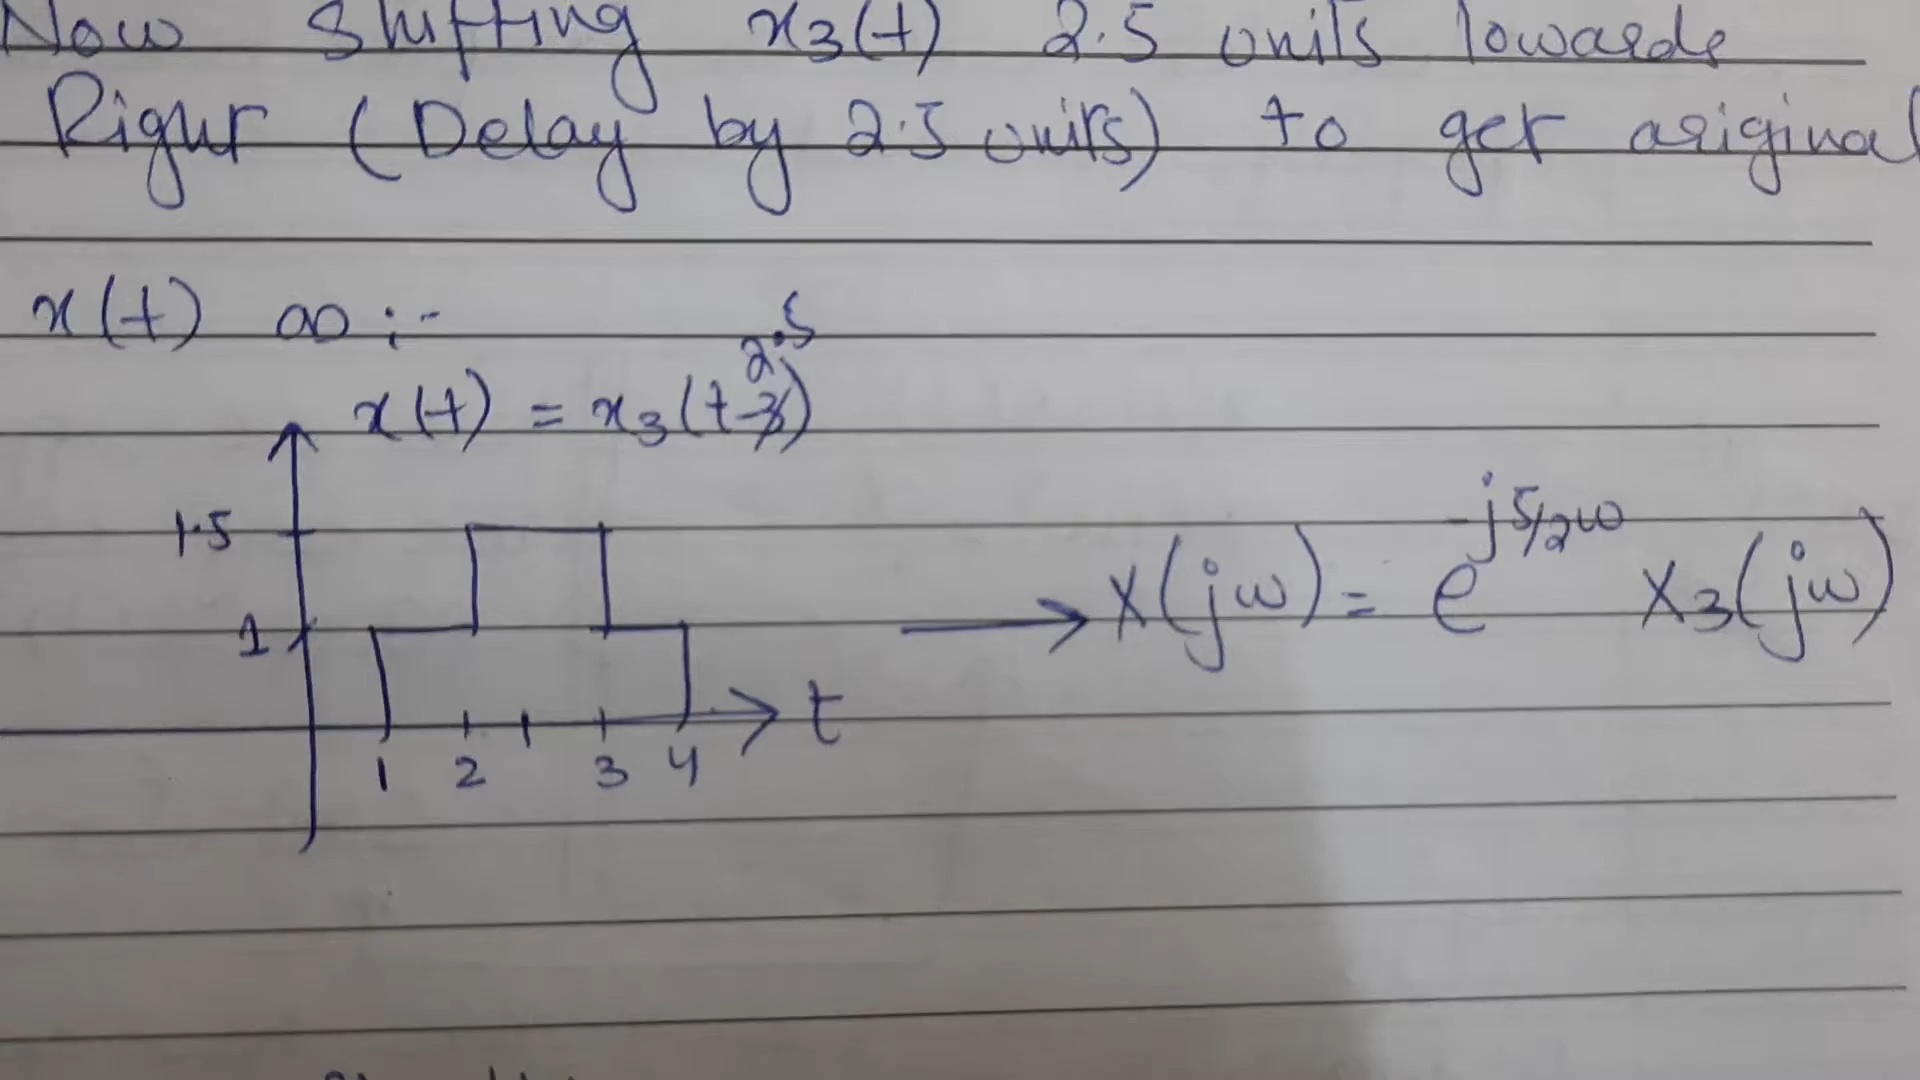 Now shifting x3(t) 2.5 units towards
Right (Delay by 2.5 units) to get original
x(t) as :-
2.5
x(t) = x3(t-)
1.5
1
1 2 3 4
t
X(jω) = e^-j5/2ω X3(jω)